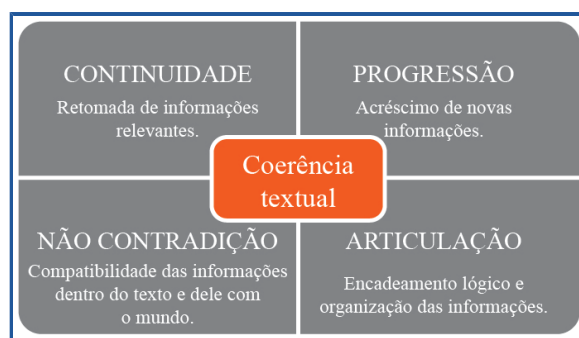 CONTINUIDADE
Retomada de informações
relevantes.
PROGRESSÃO
Acréscimo de novas
informações.
Coerência
textual
NÃO CONTRADIÇÃO
Compatibilidade das informações
dentro do texto e dele com
o mundo.
ARTICULAÇÃO
Encadeamento lógico e
organização das informações.